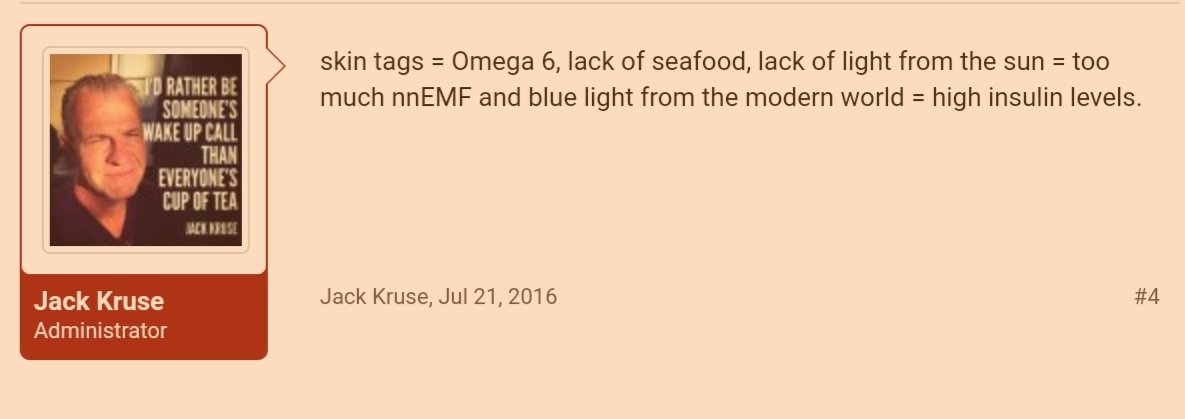 I'D RATHER BE
SOMEONE'S
WAKE UP CALL
THAN
EVERYONE'S
CUP OF TEA
JACK KRUSE
Jack Kruse
Administrator
skin tags = Omega 6, lack of seafood, lack of light from the sun = too
much nnEMF and blue light from the modern world = high insulin levels.
Jack Kruse, Jul 21, 2016
#4